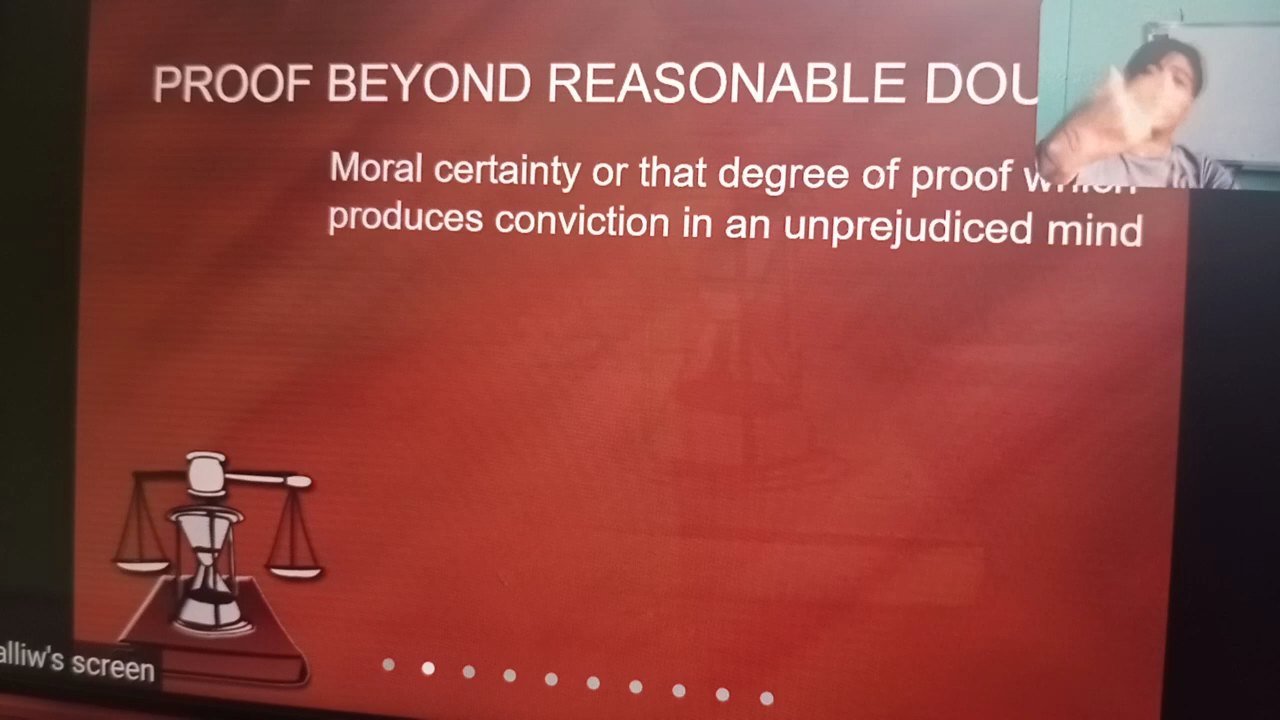 PROOF BEYOND REASONABLE DOU
Moral certainty or that degree of proof which
produces conviction in an unprejudiced mind
alliw's screen